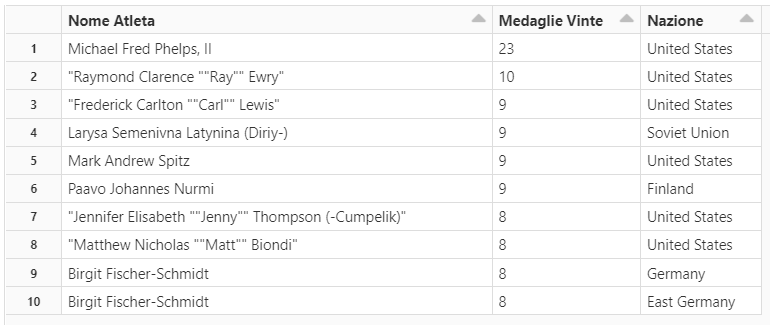 Nome Atleta Medaglie Vinte Nazione
1 Michael Fred Phelps, II 23 United States
2 "Raymond Clarence ""Ray"" Ewry" 10 United States
3 "Frederick Carlton ""Carl"" Lewis" 9 United States
4 Larysa Semenivna Latynina (Diriy-) 9 Soviet Union
5 Mark Andrew Spitz 9 United States
6 Paavo Johannes Nurmi 9 Finland
7 "Jennifer Elisabeth ""Jenny"" Thompson (-Cumpelik)" 8 United States
8 "Matthew Nicholas ""Matt"" Biondi" 8 United States
9 Birgit Fischer-Schmidt 8 Germany
10 Birgit Fischer-Schmidt 8 East Germany